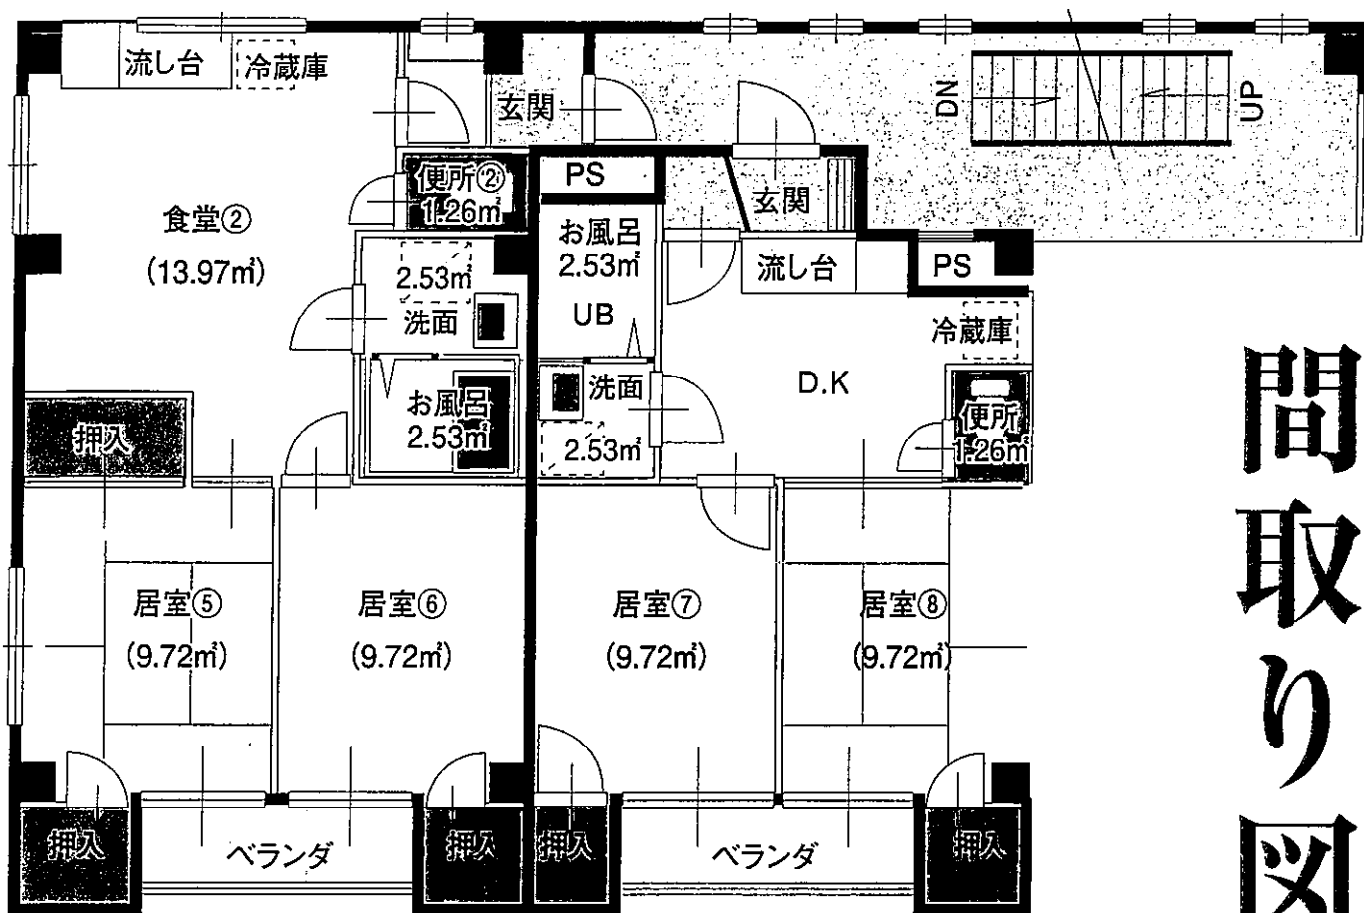 流し台
冷蔵庫
玄関
DN
UP
便所②
1.26㎡
PS
玄関
食堂②
(13.97㎡)
お風呂
2.53㎡
UB
流し台
PS
2.53㎡
洗面
冷蔵庫
お風呂
2.53㎡
洗面
2.53㎡
D.K
便所
1.26㎡
押入
居室⑤
(9.72㎡)
居室⑥
(9.72㎡)
居室⑦
(9.72㎡)
居室⑧
(9.72㎡)
押入
ベランダ
押入
押入
ベランダ
押入
間取り図